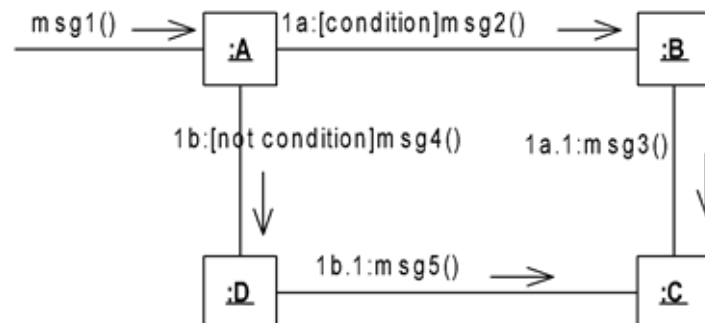 msg1()
:A
1a:[condition]msg2()
:B
1b:[not condition]msg4()
1a.1:msg3()
:D
1b.1:msg5()
:C